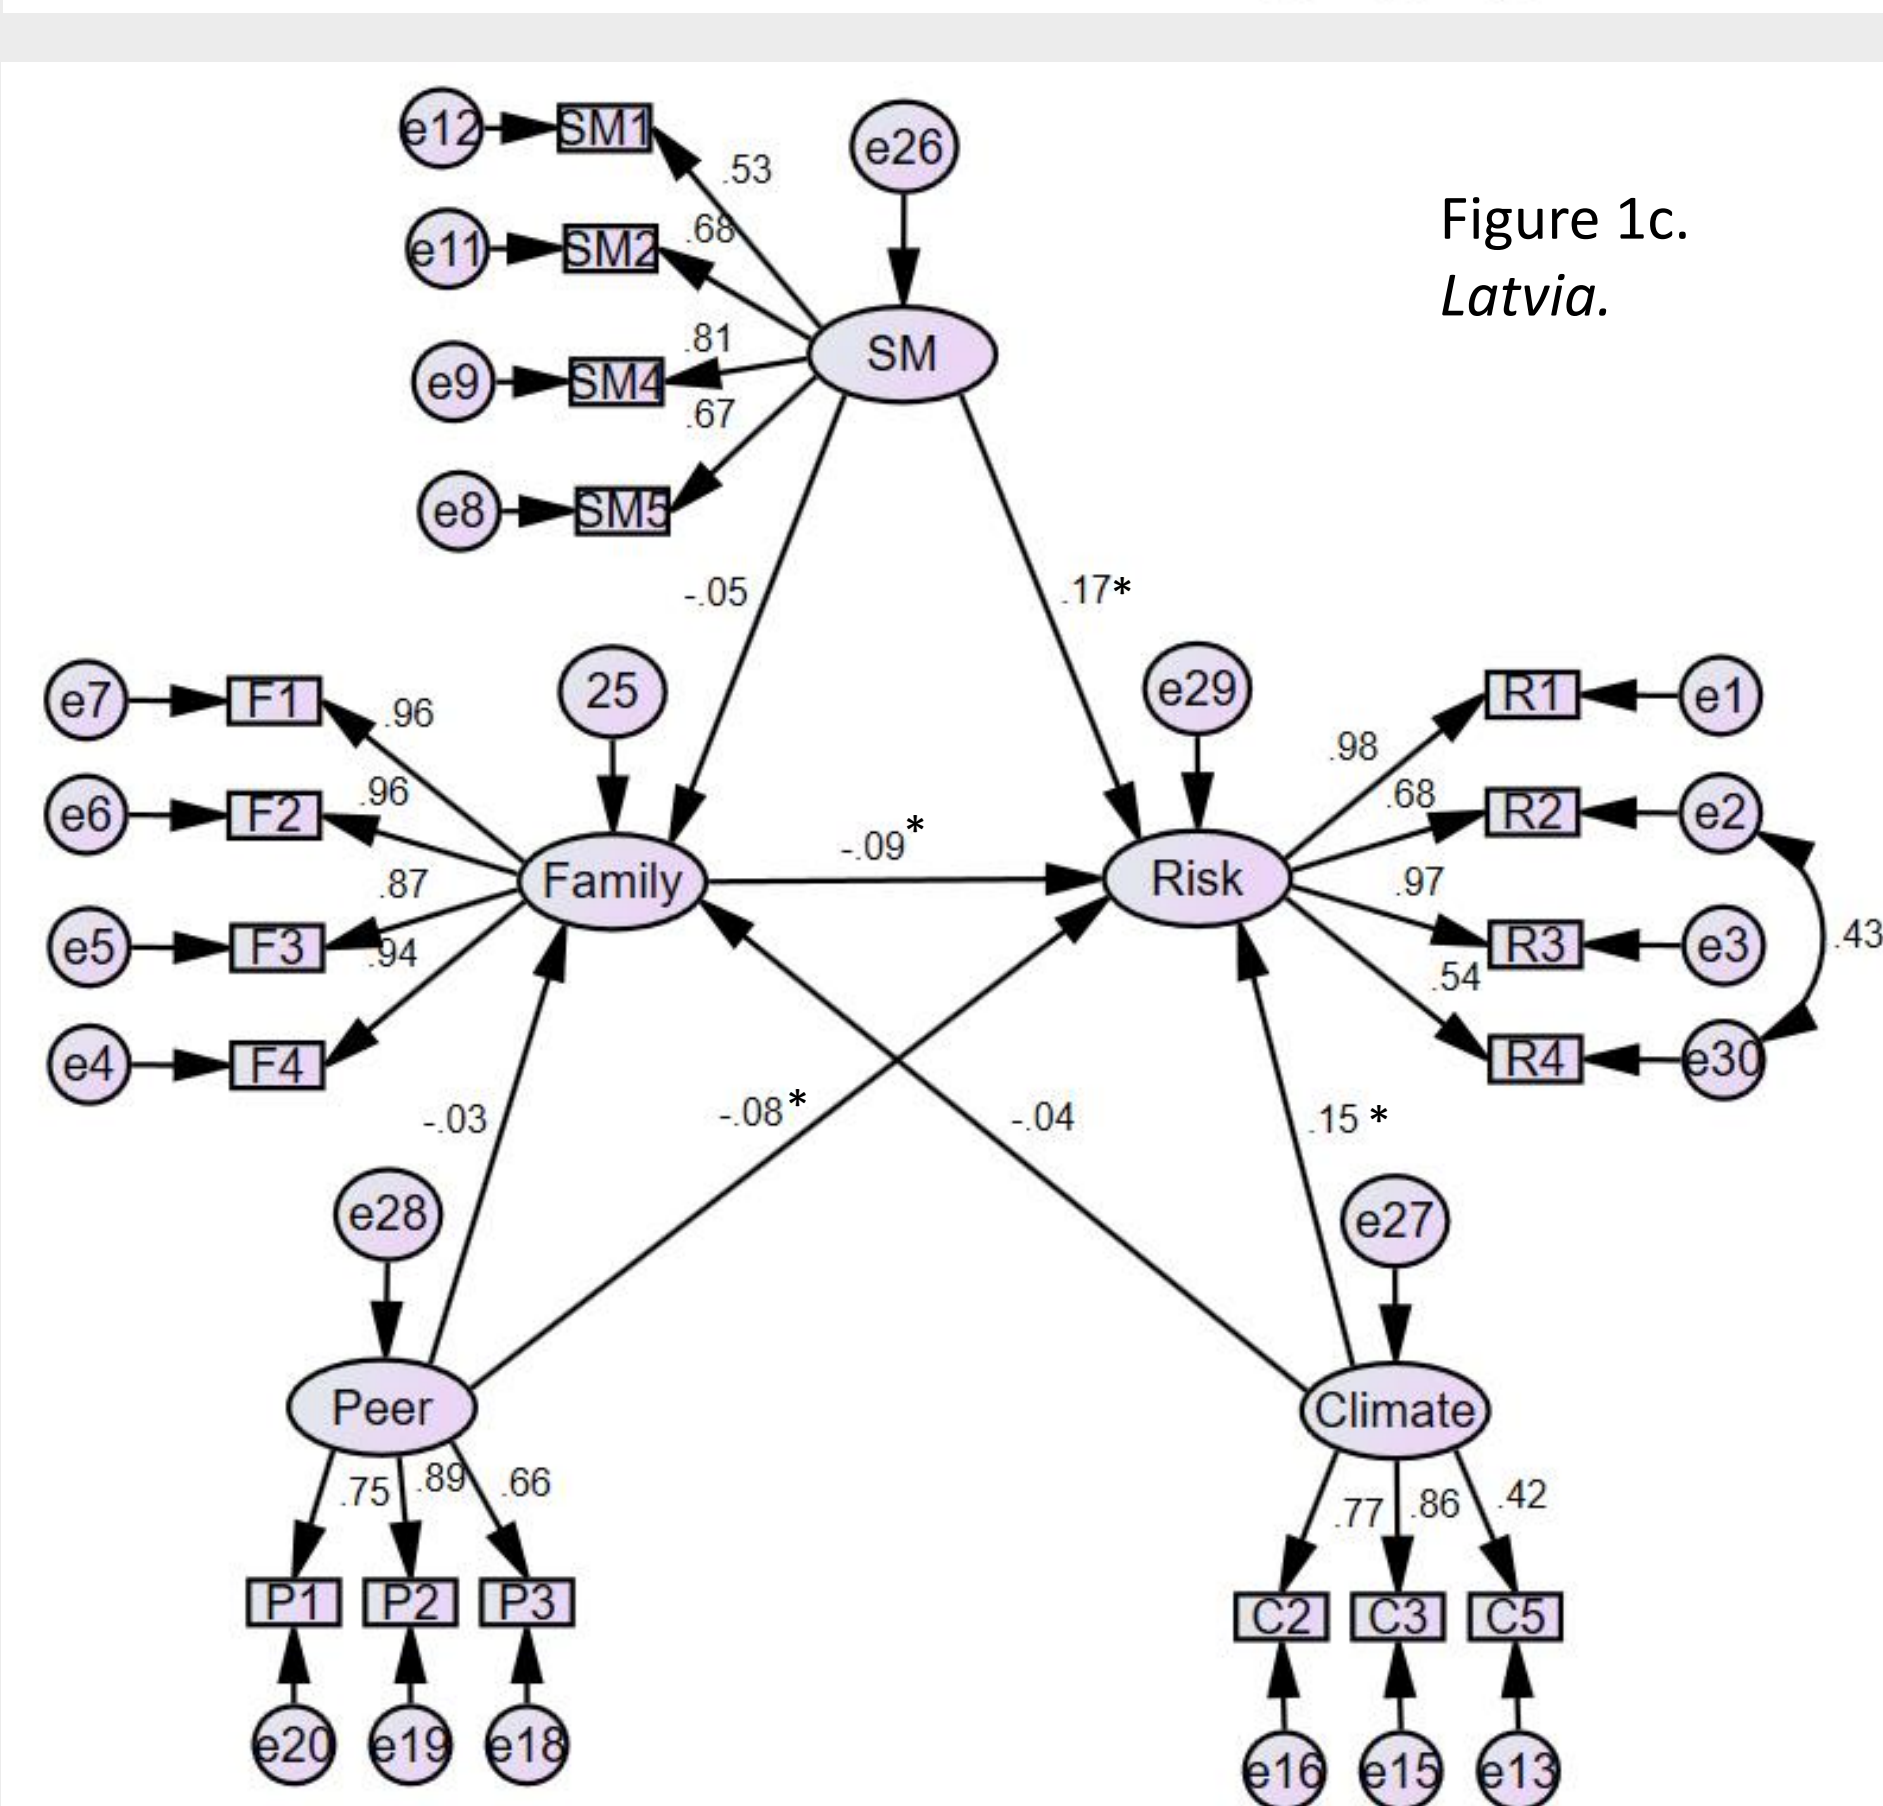 e12 SM1 .53 e26
e11 SM2 .68
Figure 1c.
Latvia.
e9 SM4 .81 SM
e8 SM5 .67
-.05 .17*
e7 F1 .96 25 e29 .98 R1 e1
e6 F2 .96 .68 R2 e2
-.09*
Family Risk
e5 F3 .87 .97 R3 e3 .43
e4 F4 .94 .54 R4 e30
-.03 -.08* -.04 .15 *
e28 e27
Peer Climate
.75 .89 .66 .77 .86 .42
P1 P2 P3 C2 C3 C5
e20 e19 e18 e16 e15 e13